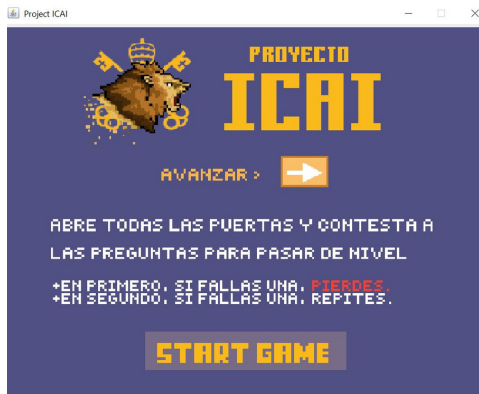 Project ICAI
PROYECTO
ICAI
AVANZAR >
ABRE TODAS LAS PUERTAS Y CONTESTA A
LAS PREGUNTAS PARA PASAR DE NIVEL
+EN PRIMERO, SI FALLAS UNA, PIERDES.
+EN SEGUNDO, SI FALLAS UNA, REPITES.
START GAME